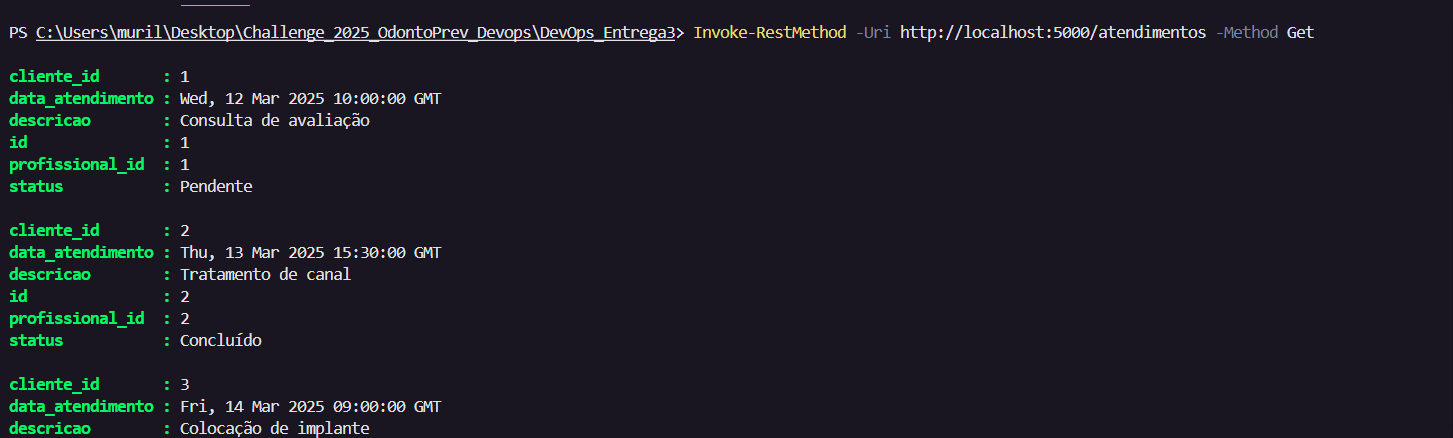 PS C:\Users\muril\Desktop\Challenge_2025_OdontoPrev_Devops\DevOps_Entrega3> Invoke-RestMethod -Uri http://localhost:5000/atendimentos -Method Get
cliente_id : 1
data_atendimento : Wed, 12 Mar 2025 10:00:00 GMT
descricao : Consulta de avaliação
id : 1
profissional_id : 1
status : Pendente
cliente_id : 2
data_atendimento : Thu, 13 Mar 2025 15:30:00 GMT
descricao : Tratamento de canal
id : 2
profissional_id : 2
status : Concluído
cliente_id : 3
data_atendimento : Fri, 14 Mar 2025 09:00:00 GMT
descricao : Colocação de implante